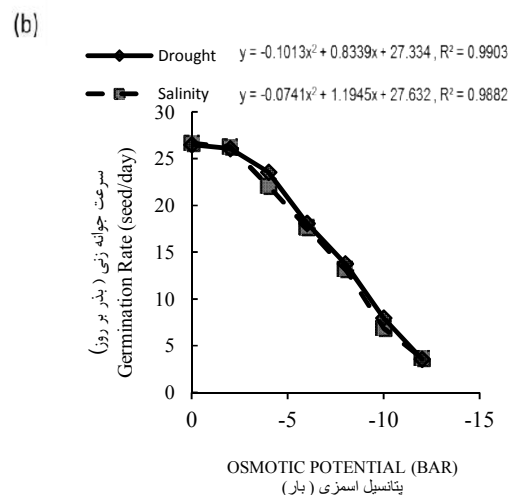 (b)
Drought y = -0.1013x² + 0.8339x + 27.334 , R² = 0.9903
Salinity y = -0.0741x² + 1.1945x + 27.632 , R² = 0.9882
30
25
20
15
10
5
0
سرعت جوانه زنی ( بذر بر روز)
Germination Rate (seed/day)
0 -5 -10 -15
OSMOTIC POTENTIAL (BAR)
پتانسیل اسمزی ( بار )